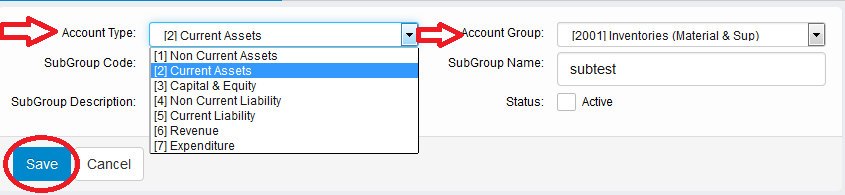 Account Type: [2] Current Assets Account Group: [2001] Inventories (Material & Sup)
SubGroup Code: [1] Non Current Assets SubGroup Name: subtest
[2] Current Assets
[3] Capital & Equity
SubGroup Description: [4] Non Current Liability Status: Active
[5] Current Liability
[6] Revenue
[7] Expenditure
Save Cancel